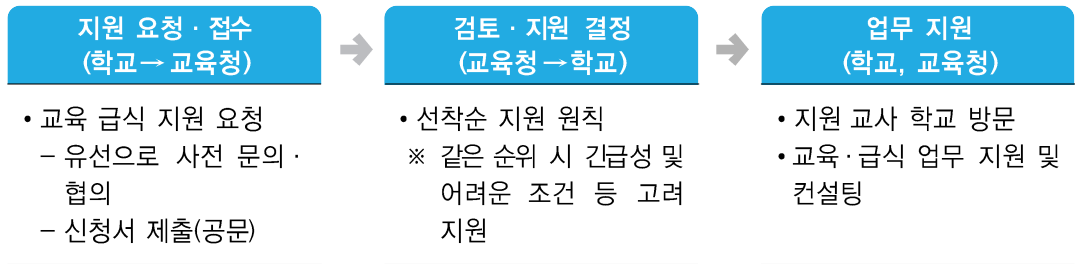 지원 요청·접수
(학교→교육청)
• 교육 급식 지원 요청
– 유선으로 사전 문의·
협의
– 신청서 제출(공문)
검토·지원 결정
(교육청→학교)
• 선착순 지원 원칙
※ 같은 순위 시 긴급성 및
어려운 조건 등 고려
지원
업무 지원
(학교, 교육청)
• 지원 교사 학교 방문
• 교육·급식 업무 지원 및
컨설팅